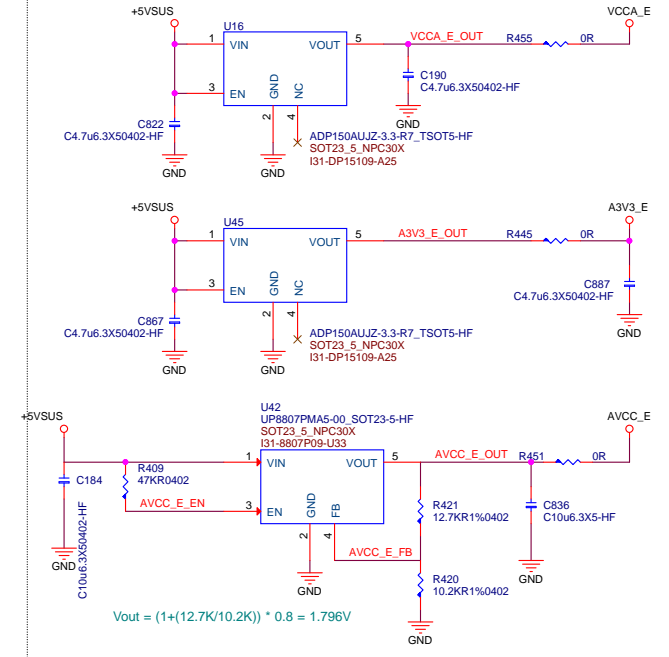 +5VSUS
VCCA_E
U16
1
VIN
VOUT
5
VCCA_E_OUT
R455
0R
3
EN
GND
NC
2
4
C190
C4.7u6.3X50402-HF
GND
C822
C4.7u6.3X50402-HF
GND
GND
ADP150AUJZ-3.3-R7_TSOT5-HF
SOT23_5_NPC30X
I31-DP15109-A25
+5VSUS
A3V3_E
U45
1
VIN
VOUT
5
A3V3_E_OUT
R445
0R
3
EN
GND
NC
2
4
C887
C4.7u6.3X50402-HF
GND
C867
C4.7u6.3X50402-HF
GND
GND
ADP150AUJZ-3.3-R7_TSOT5-HF
SOT23_5_NPC30X
I31-DP15109-A25
+5VSUS
AVCC_E
U42
UP8807PMA5-00_SOT23-5-HF
SOT23_5_NPC30X
I31-8807P09-U33
1
VIN
VOUT
5
AVCC_E_OUT
R451
0R
C184
C10u6.3X50402-HF
GND
R409
47KR0402
AVCC_E_EN
3
EN
GND
FB
2
4
AVCC_E_FB
R421
12.7KR1%0402
C836
C10u6.3X5-HF
GND
GND
R420
10.2KR1%0402
GND
Vout = (1+(12.7K/10.2K)) * 0.8 = 1.796V